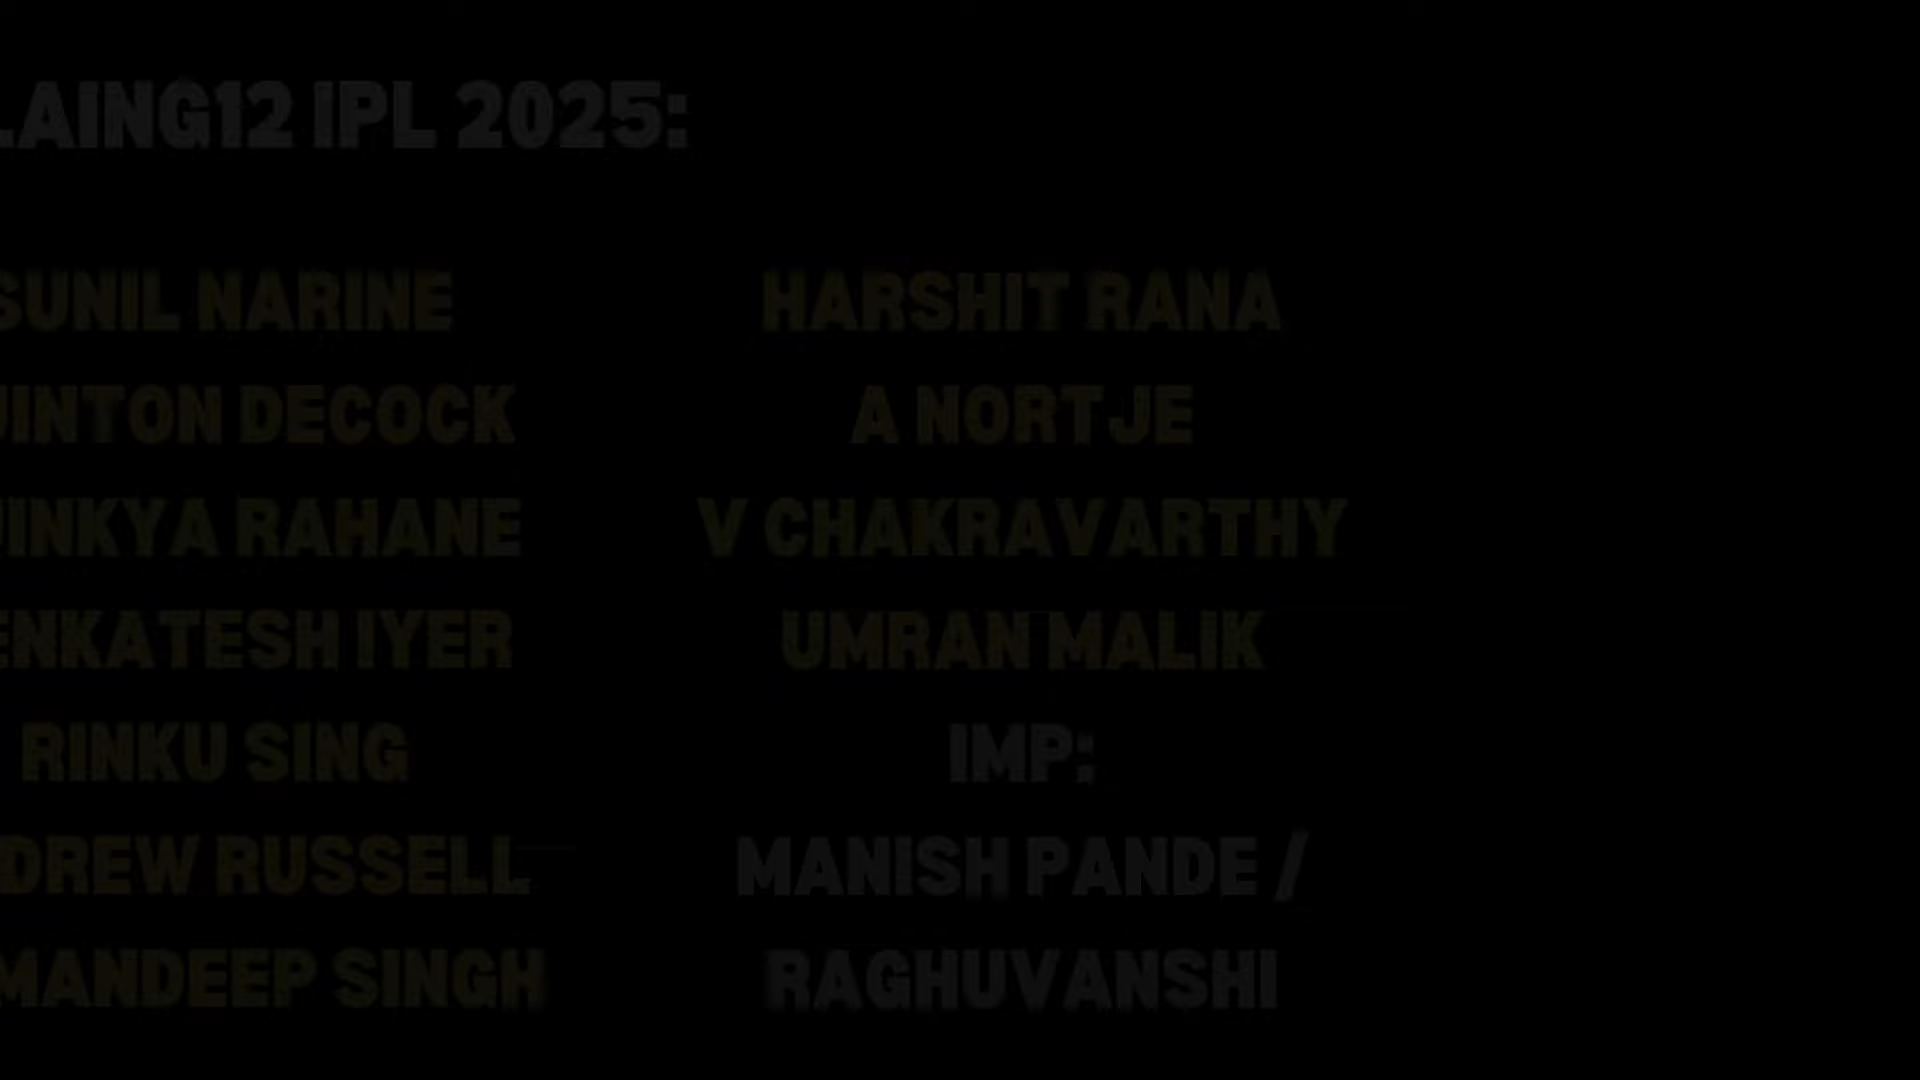 LAING12 IPL 2025:
SUNIL NARINE
UINTON DECOCK
JINKYA RAHANE
ENKATESH IYER
RINKU SING
DREW RUSSELL
MANDEEP SINGH
HARSHIT RANA
A NORTJE
V CHAKRAVARTHY
UMRAN MALIK
IMP:
MANISH PANDE /
RAGHUVANSHI